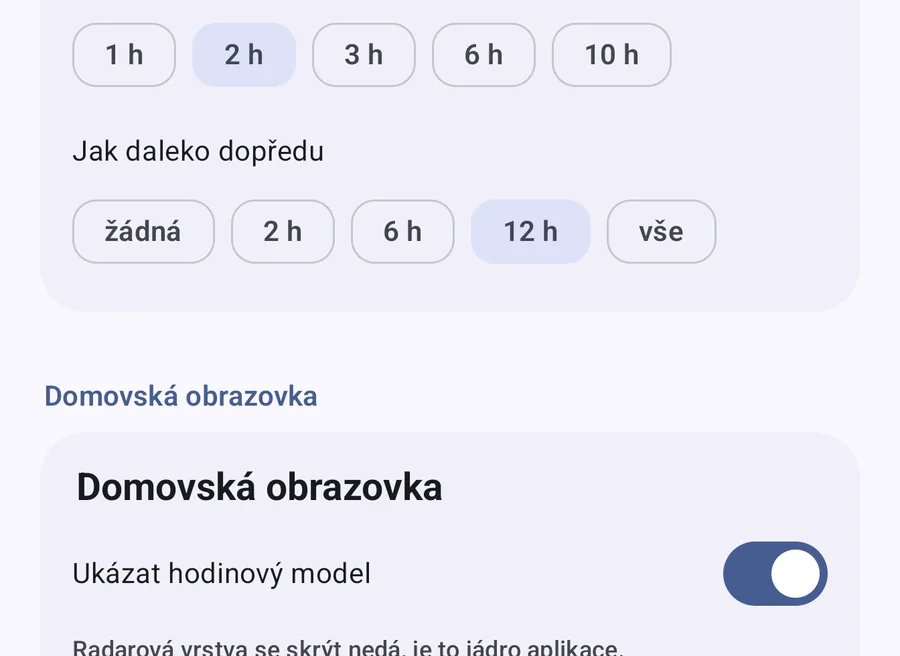 1 h 2 h 3 h 6 h 10 h
Jak daleko dopředu
žádná 2 h 6 h 12 h vše
Domovská obrazovka
Domovská obrazovka
Ukázat hodinový model
Radarová vrstva se skrýt nedá, je to jádro aplikace.